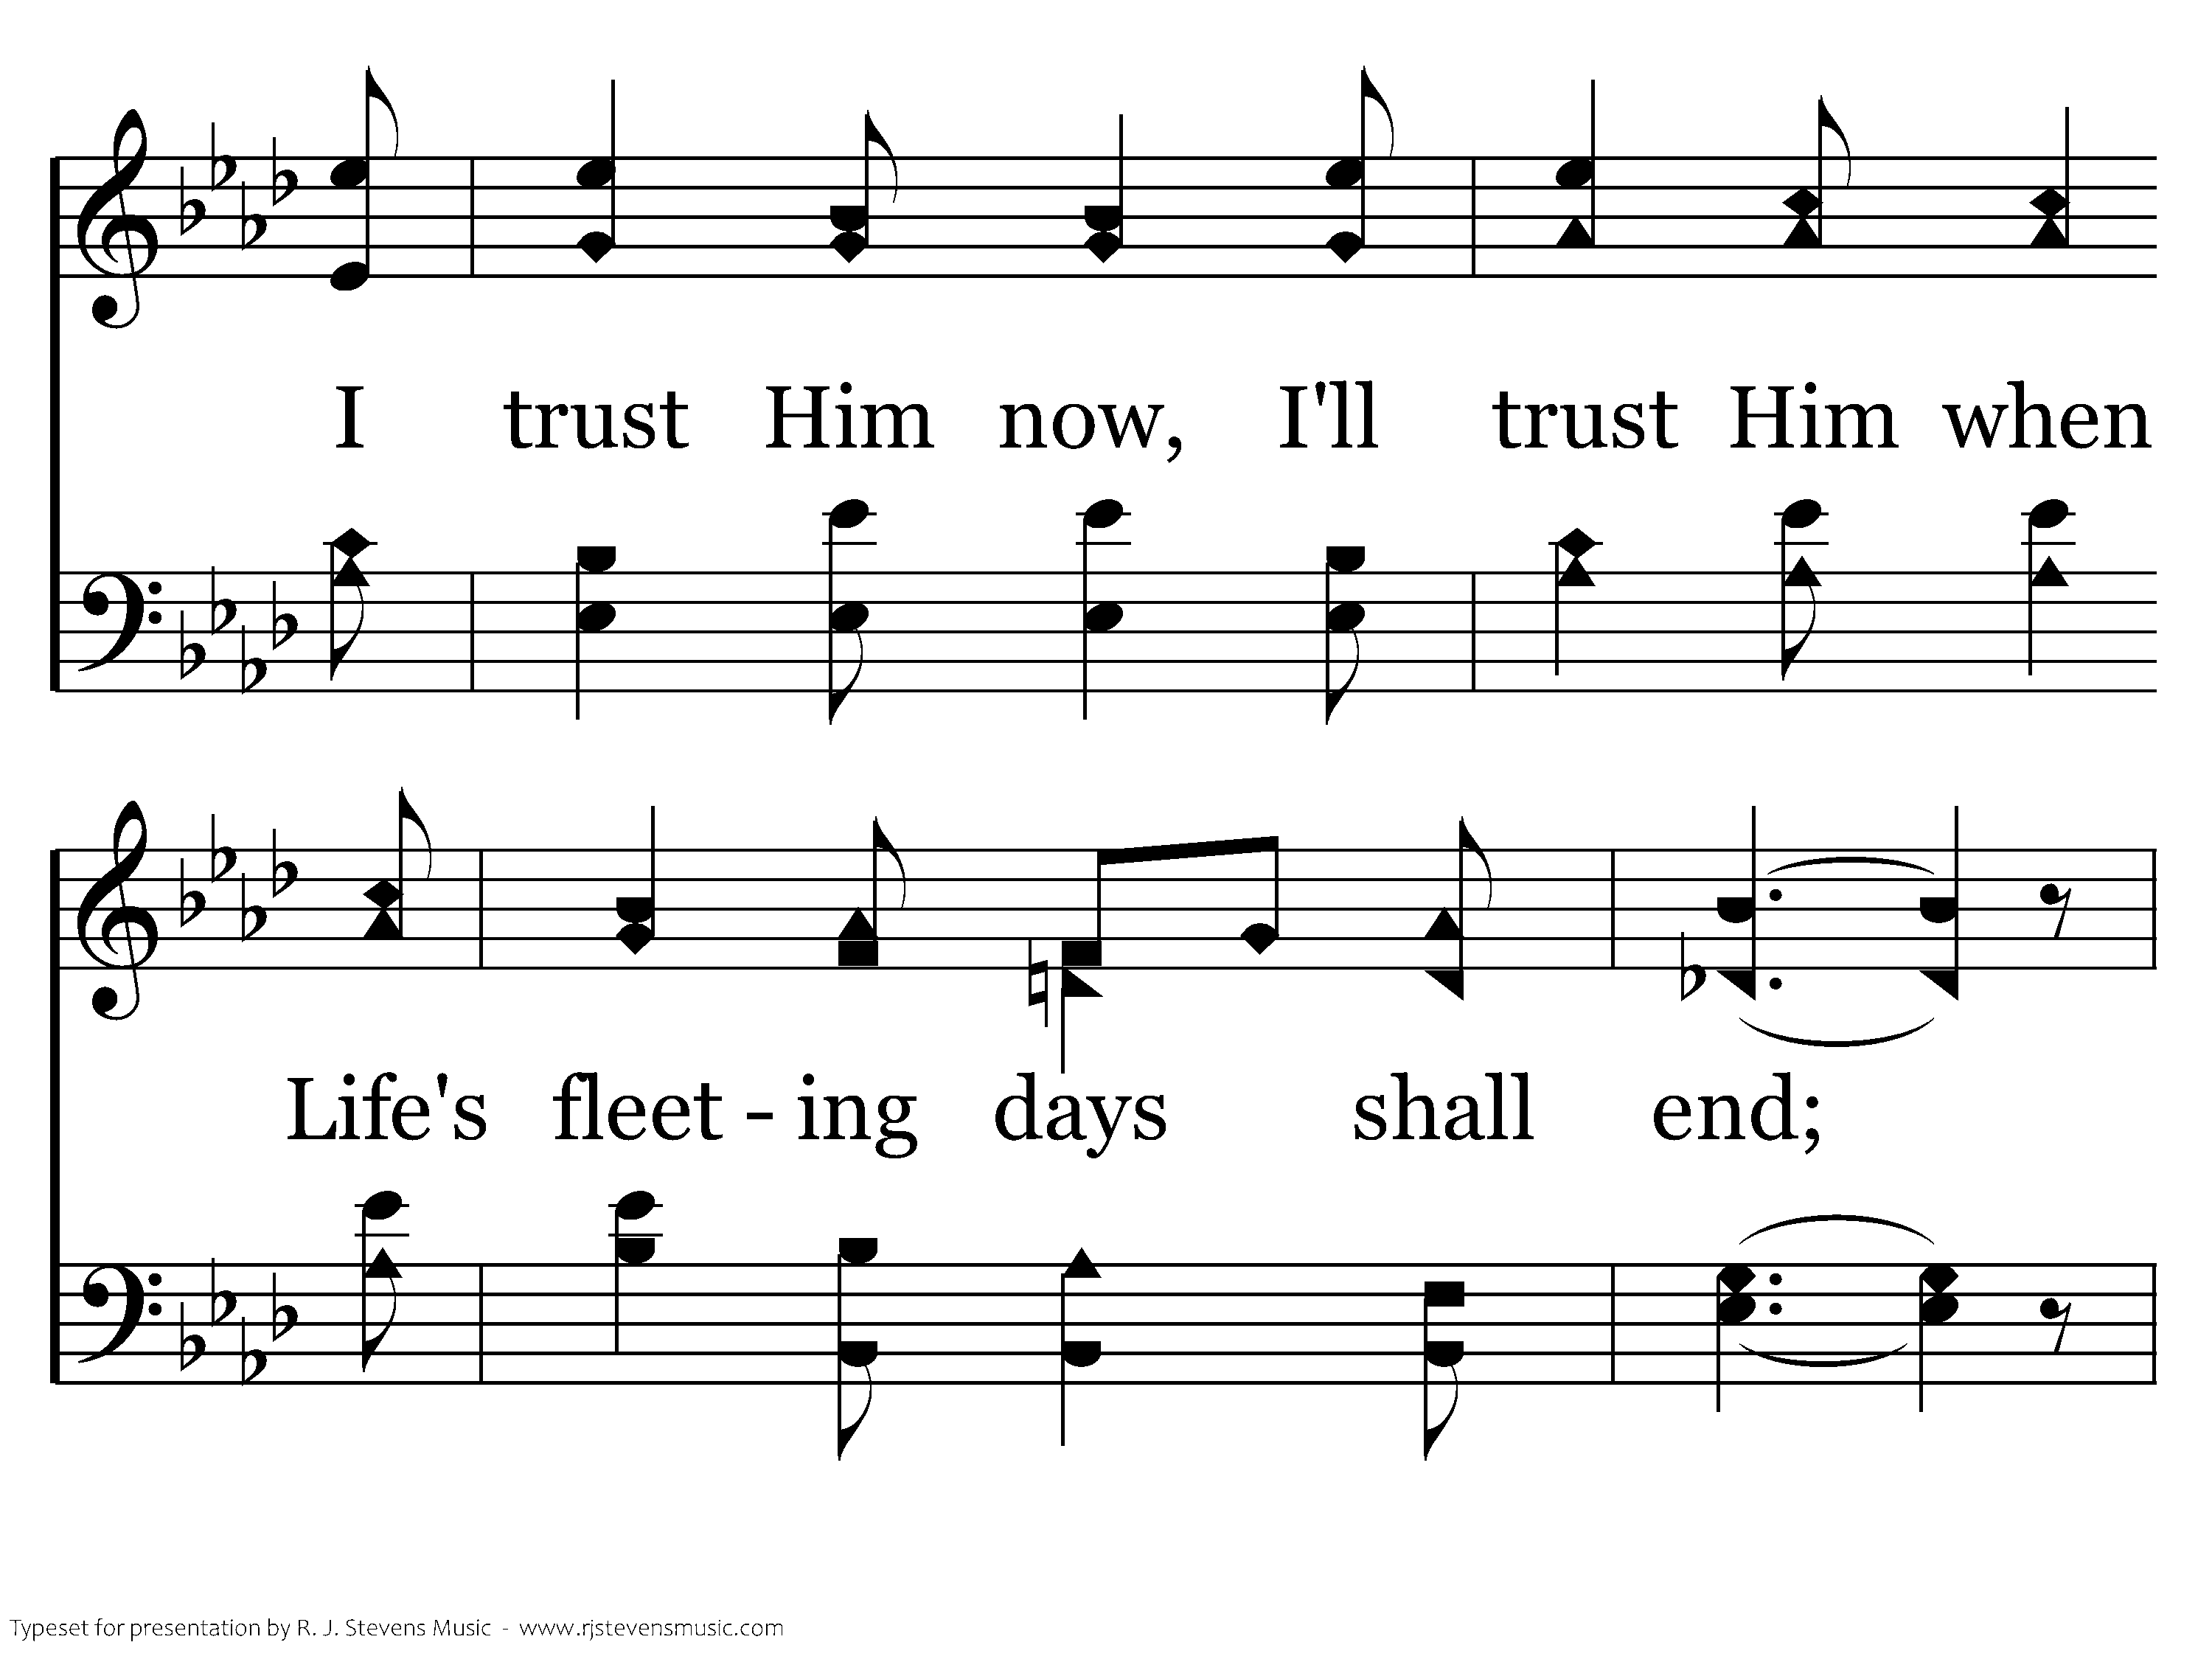 I trust Him now, I'll trust Him when
Life's fleet - ing days shall end;
Typeset for presentation by R. J. Stevens Music - www.rjstevensmusic.com